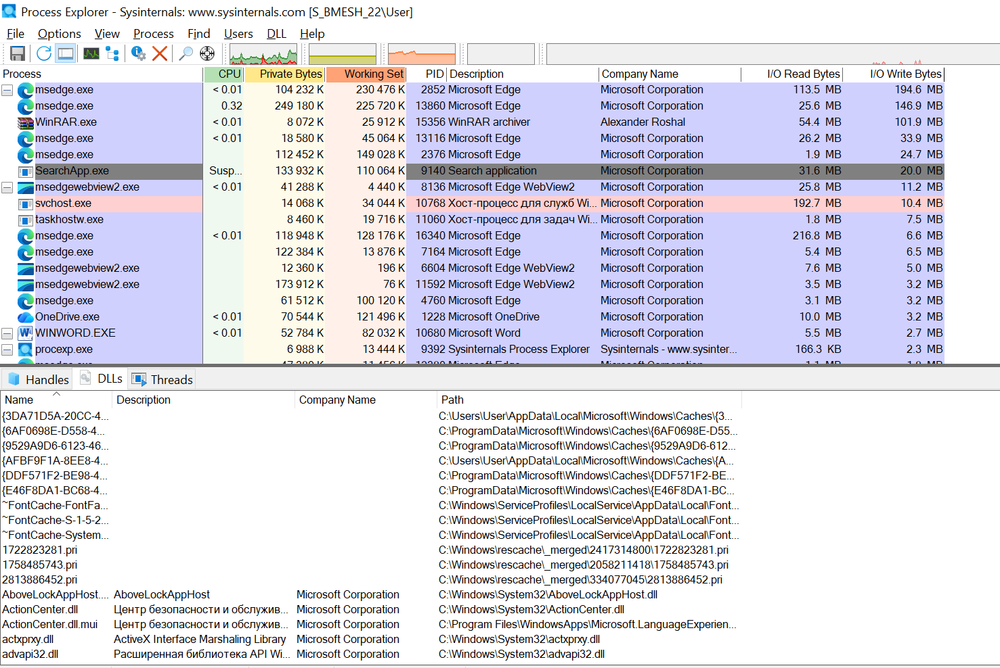 Process Explorer - Sysinternals: www.sysinternals.com [S_BMESH_22\User]
File Options View Process Find Users DLL Help
Process CPU Private Bytes Working Set PID Description Company Name I/O Read Bytes I/O Write Bytes
msedge.exe < 0.01 104 232 K 230 476 K 2852 Microsoft Edge Microsoft Corporation 113.5 MB 194.6 MB
msedge.exe 0.32 249 180 K 225 720 K 13860 Microsoft Edge Microsoft Corporation 25.6 MB 146.9 MB
WinRAR.exe < 0.01 8 072 K 25 912 K 15356 WinRAR archiver Alexander Roshal 54.4 MB 101.9 MB
msedge.exe < 0.01 18 580 K 45 064 K 13116 Microsoft Edge Microsoft Corporation 26.2 MB 33.9 MB
msedge.exe 112 452 K 149 028 K 2376 Microsoft Edge Microsoft Corporation 1.9 MB 24.7 MB
SearchApp.exe Susp... 133 932 K 110 064 K 9140 Search application Microsoft Corporation 31.6 MB 20.0 MB
msedgewebview2.exe < 0.01 41 288 K 4 440 K 8136 Microsoft Edge WebView2 Microsoft Corporation 25.8 MB 11.2 MB
svchost.exe 14 068 K 34 044 K 10768 Хост-процесс для служб Wi... Microsoft Corporation 192.7 MB 10.4 MB
taskhostw.exe 8 460 K 19 716 K 11060 Хост-процесс для задач Wi... Microsoft Corporation 1.8 MB 7.5 MB
msedge.exe < 0.01 118 948 K 128 176 K 16340 Microsoft Edge Microsoft Corporation 216.8 MB 6.6 MB
msedge.exe 122 384 K 13 876 K 7164 Microsoft Edge Microsoft Corporation 5.4 MB 6.5 MB
msedgewebview2.exe 12 360 K 196 K 6604 Microsoft Edge WebView2 Microsoft Corporation 7.6 MB 5.0 MB
msedgewebview2.exe 173 912 K 76 K 11592 Microsoft Edge WebView2 Microsoft Corporation 3.5 MB 3.2 MB
msedge.exe 61 512 K 100 120 K 4760 Microsoft Edge Microsoft Corporation 3.1 MB 3.2 MB
OneDrive.exe < 0.01 70 544 K 121 496 K 1228 Microsoft OneDrive Microsoft Corporation 10.0 MB 3.2 MB
WINWORD.EXE < 0.01 52 784 K 82 032 K 10680 Microsoft Word Microsoft Corporation 5.5 MB 2.7 MB
procexp.exe 6 988 K 13 444 K 9392 Sysinternals Process Explorer Sysinternals - www.sysinter... 166.3 KB 2.3 MB
Handles DLLs Threads
Name Description Company Name Path
{3DA71D5A-20CC-4... C:\Users\User\AppData\Local\Microsoft\Windows\Caches\{3...
{6AF0698E-D558-4... C:\ProgramData\Microsoft\Windows\Caches\{6AF0698E-D55...
{9529A9D6-6123-46... C:\ProgramData\Microsoft\Windows\Caches\{9529A9D6-612...
{AFBF9F1A-8EE8-4... C:\Users\User\AppData\Local\Microsoft\Windows\Caches\{A...
{DDF571F2-BE98-4... C:\ProgramData\Microsoft\Windows\Caches\{DDF571F2-BE...
{E46F8DA1-BC68-4... C:\ProgramData\Microsoft\Windows\Caches\{E46F8DA1-BC...
~FontCache-FontFa... C:\Windows\ServiceProfiles\LocalService\AppData\Local\Font...
~FontCache-S-1-5-2... C:\Windows\ServiceProfiles\LocalService\AppData\Local\Font...
~FontCache-System... C:\Windows\ServiceProfiles\LocalService\AppData\Local\Font...
1722823281.pri C:\Windows\rescache\_merged\2417314800\1722823281.pri
1758485743.pri C:\Windows\rescache\_merged\2058211418\1758485743.pri
2813886452.pri C:\Windows\rescache\_merged\334077045\2813886452.pri
AboveLockAppHost.... AboveLockAppHost Microsoft Corporation C:\Windows\System32\AboveLockAppHost.dll
ActionCenter.dll Центр безопасности и обслужив... Microsoft Corporation C:\Windows\System32\ActionCenter.dll
ActionCenter.dll.mui Центр безопасности и обслужив... Microsoft Corporation C:\Program Files\WindowsApps\Microsoft.LanguageExperien...
actxprxy.dll ActiveX Interface Marshaling Library Microsoft Corporation C:\Windows\System32\actxprxy.dll
advapi32.dll Расширенная библиотека API Wi... Microsoft Corporation C:\Windows\System32\advapi32.dll